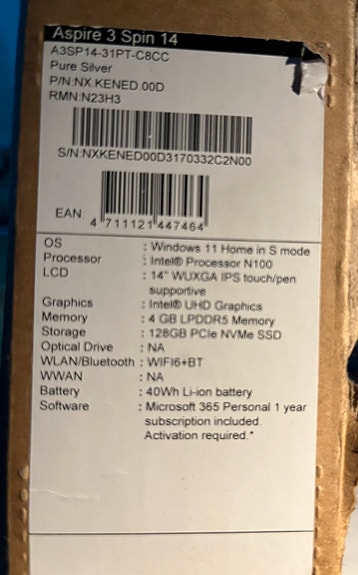 Aspire 3 Spin 14
A3SP14-31PT-C8CC
Pure Silver
P/N:NX.KENED.00D
RMN:N23H3
S/N:NXKENED00D3170332C2N00
EAN:
4 711121 447464
OS : Windows 11 Home in S mode
Processor : Intel® Processor N100
LCD : 14" WUXGA IPS touch/pen
supportive
Graphics : Intel® UHD Graphics
Memory : 4 GB LPDDR5 Memory
Storage : 128GB PCIe NVMe SSD
Optical Drive : NA
WLAN/Bluetooth : WIFI6+BT
WWAN : NA
Battery : 40Wh Li-ion battery
Software : Microsoft 365 Personal 1 year
subscription included.
Activation required.*